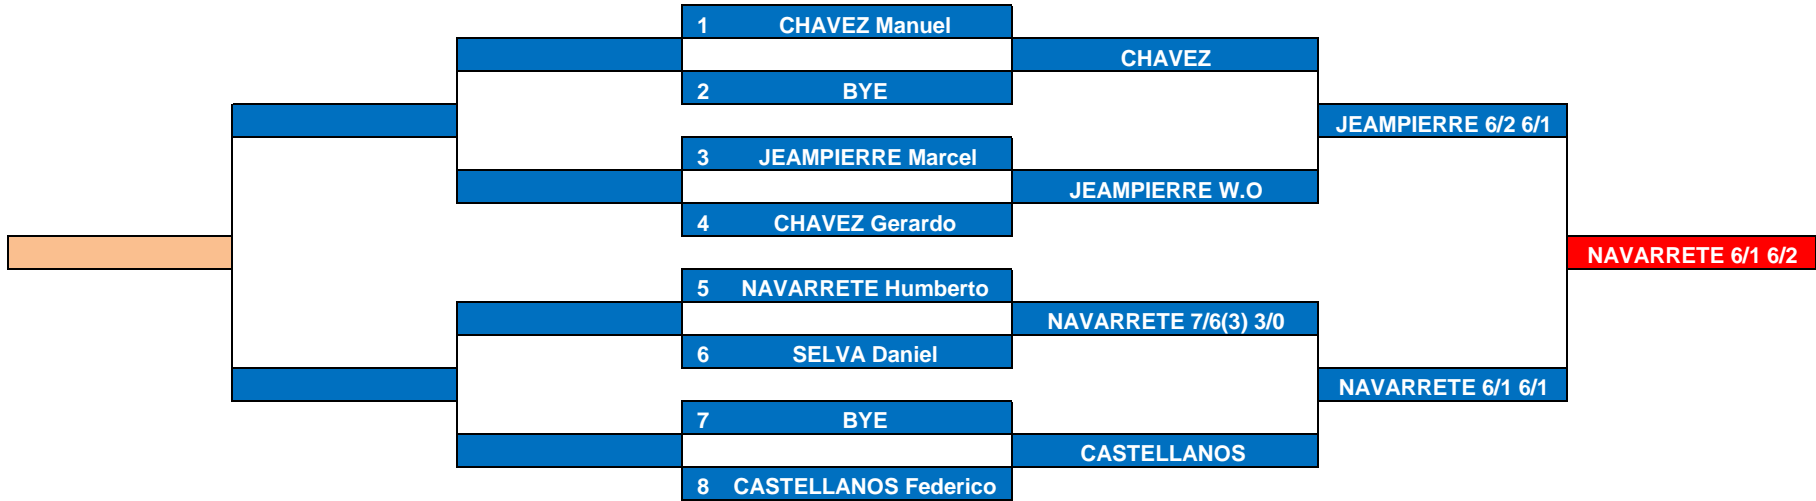 1 CHAVEZ Manuel
CHAVEZ
2 BYE
JEAMPIERRE 6/2 6/1
3 JEAMPIERRE Marcel
JEAMPIERRE W.O
4 CHAVEZ Gerardo
NAVARRETE 6/1 6/2
5 NAVARRETE Humberto
NAVARRETE 7/6(3) 3/0
6 SELVA Daniel
NAVARRETE 6/1 6/1
7 BYE
CASTELLANOS
8 CASTELLANOS Federico